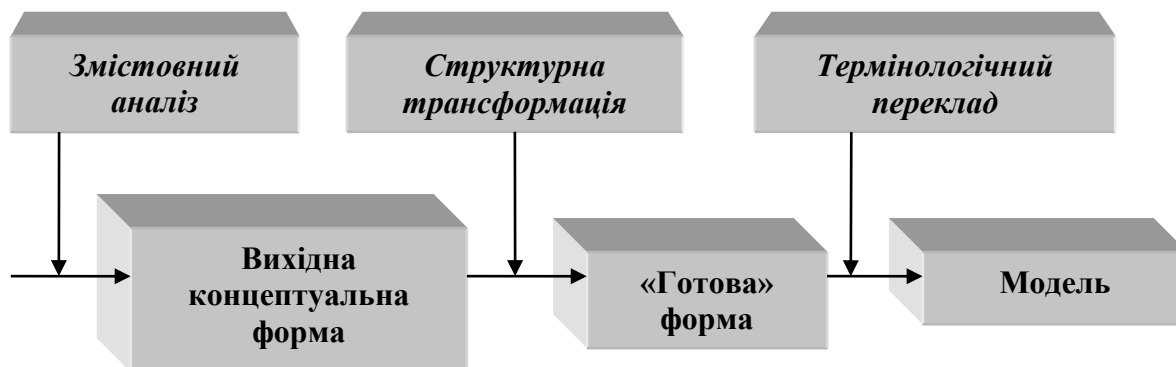 Змістовний
аналіз
Структурна
трансформація
Термінологічний
переклад
Вихідна
концептуальна
форма
«Готова»
форма
Модель